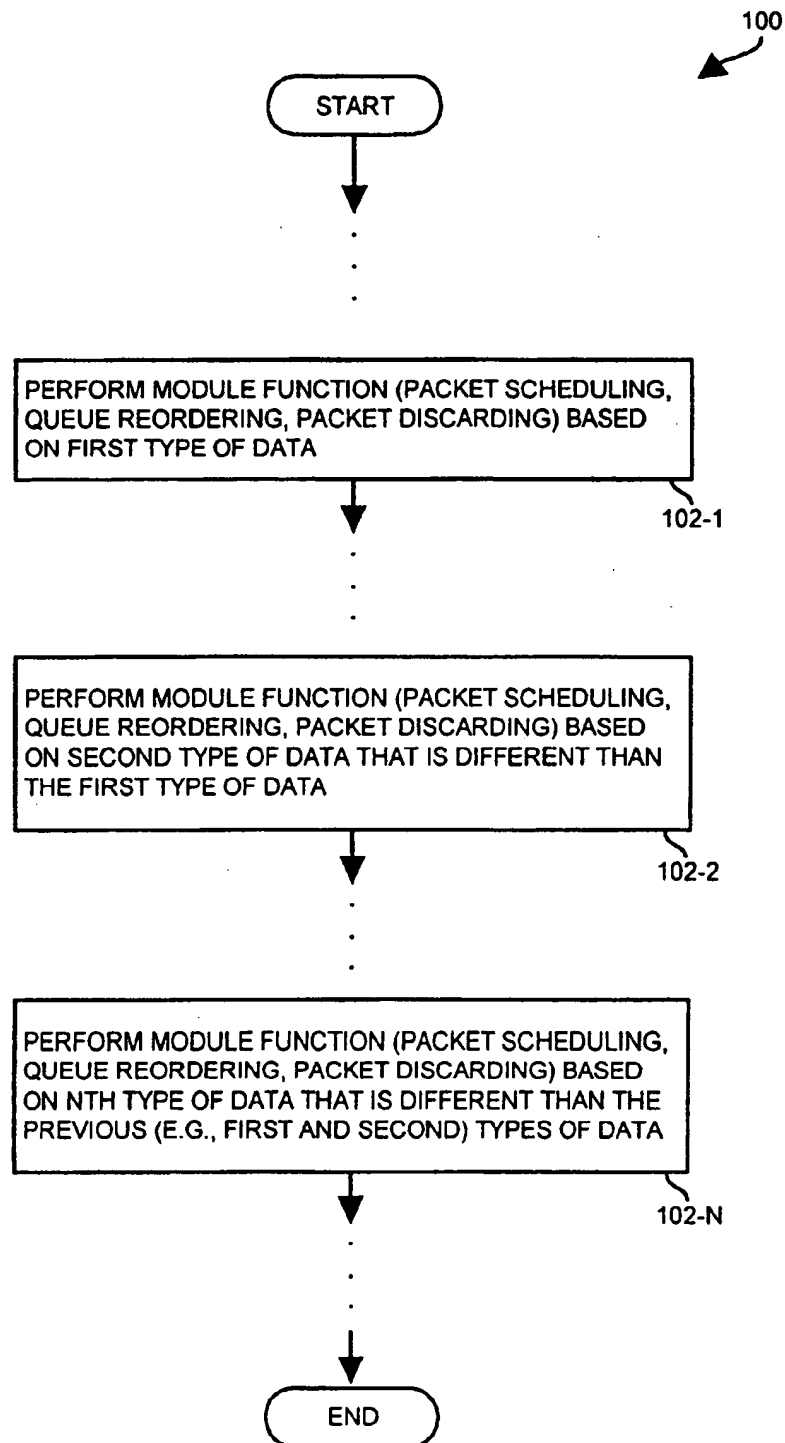 100
START
PERFORM MODULE FUNCTION (PACKET SCHEDULING,
QUEUE REORDERING, PACKET DISCARDING) BASED
ON FIRST TYPE OF DATA
102-1
PERFORM MODULE FUNCTION (PACKET SCHEDULING,
QUEUE REORDERING, PACKET DISCARDING) BASED
ON SECOND TYPE OF DATA THAT IS DIFFERENT THAN
THE FIRST TYPE OF DATA
102-2
PERFORM MODULE FUNCTION (PACKET SCHEDULING,
QUEUE REORDERING, PACKET DISCARDING) BASED
ON NTH TYPE OF DATA THAT IS DIFFERENT THAN THE
PREVIOUS (E.G., FIRST AND SECOND) TYPES OF DATA
102-N
END